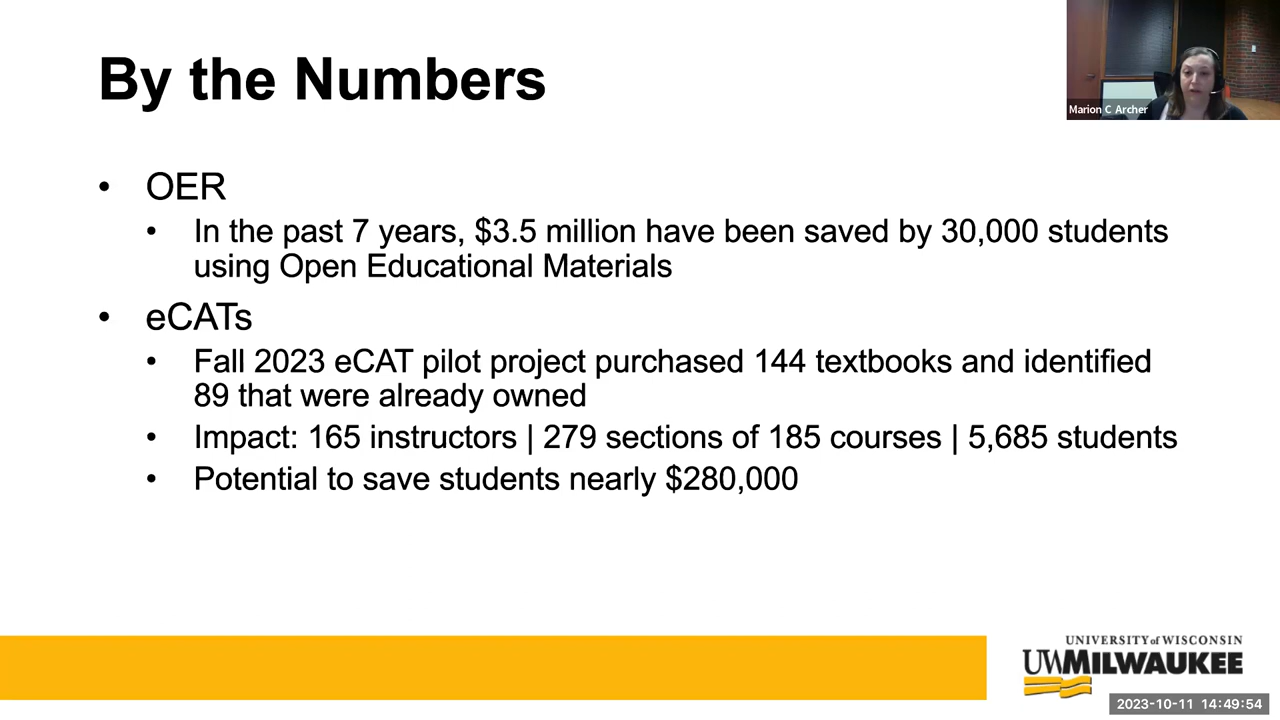 By the Numbers
Marion C Archer
• OER
• In the past 7 years, $3.5 million have been saved by 30,000 students
using Open Educational Materials
• eCATs
• Fall 2023 eCAT pilot project purchased 144 textbooks and identified
89 that were already owned
• Impact: 165 instructors | 279 sections of 185 courses | 5,685 students
• Potential to save students nearly $280,000
UNIVERSITY of WISCONSIN
UWMILWAUKEE
2023-10-11 14:49:54